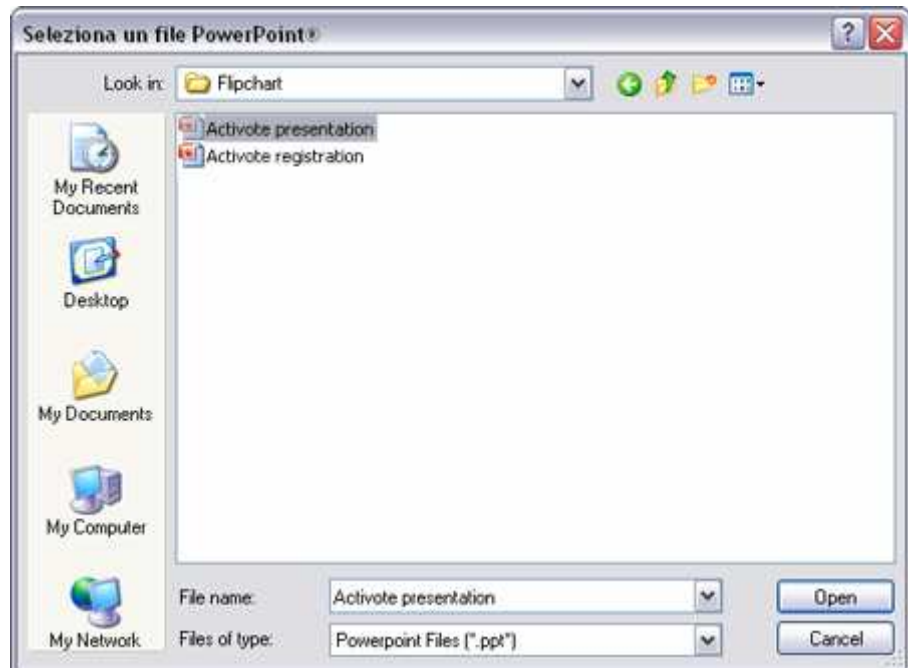 Seleziona un file PowerPoint®
Look in:
Flipchart
Activote presentation
Activote registration
My Recent
Documents
Desktop
My Documents
My Computer
My Network
File name:
Activote presentation
Open
Files of type:
Powerpoint Files (".ppt")
Cancel